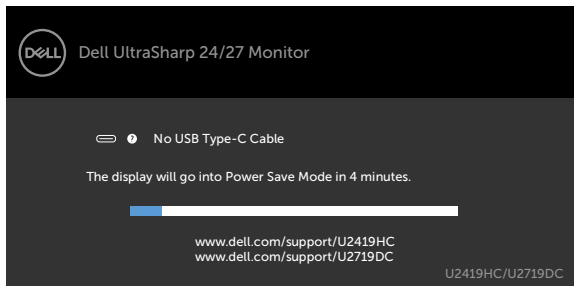 DELL
Dell UltraSharp 24/27 Monitor
? No USB Type-C Cable
The display will go into Power Save Mode in 4 minutes.
www.dell.com/support/U2419HC
www.dell.com/support/U2719DC
U2419HC/U2719DC